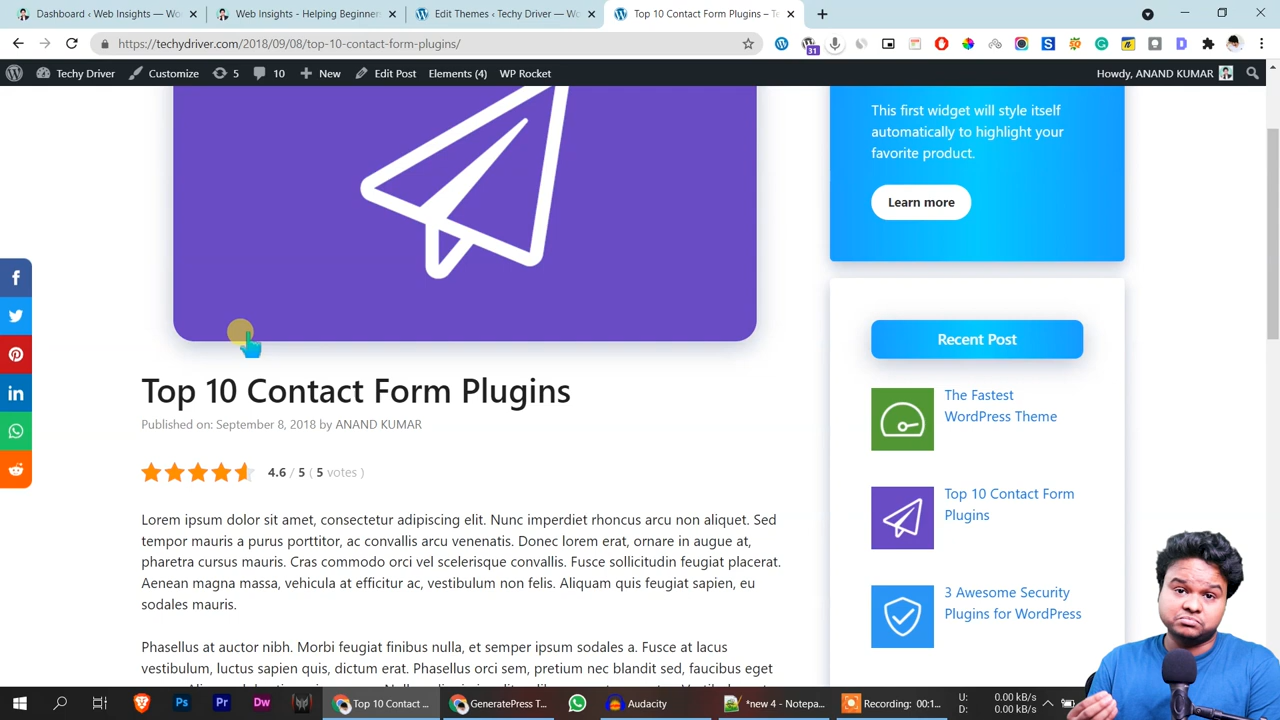 Dashboard ‹ Web Insights — Wo
Web Insights - Helping Beginner
Edit Themes ‹ Techy Driver — Wo
Top 10 Contact Form Plugins – Te
https://techydriver.com/2018/09/08/top-10-contact-form-plugins/
31
Techy Driver
Customize
5
10
New
Edit Post
Elements (4)
WP Rocket
Howdy, ANAND KUMAR
This first widget will style itself
automatically to highlight your
favorite product.
Learn more
Recent Post
The Fastest
WordPress Theme
Top 10 Contact Form
Plugins
3 Awesome Security
Plugins for WordPress
Top 10 Contact Form Plugins
Published on: September 8, 2018 by ANAND KUMAR
4.6 / 5 ( 5 votes )
Lorem ipsum dolor sit amet, consectetur adipiscing elit. Nunc imperdiet rhoncus arcu non aliquet. Sed
tempor mauris a purus porttitor, ac convallis arcu venenatis. Donec lorem erat, ornare in augue at,
pharetra cursus mauris. Cras commodo orci vel scelerisque convallis. Fusce sollicitudin feugiat placerat.
Aenean magna massa, vehicula at efficitur ac, vestibulum non felis. Aliquam quis feugiat sapien, eu
sodales mauris.
Phasellus at auctor nibh. Morbi feugiat finibus nulla, et semper ipsum sodales a. Fusce at lacus
vestibulum, luctus sapien quis, dictum erat. Phasellus orci sem, pretium nec blandit sed, faucibus eget
Ps
Pr
Dw
Top 10 Contact ...
GeneratePress T...
Audacity
*new 4 - Notepa...
Recording: 00:1...
U: 0.00 kB/s
D: 0.00 kB/s